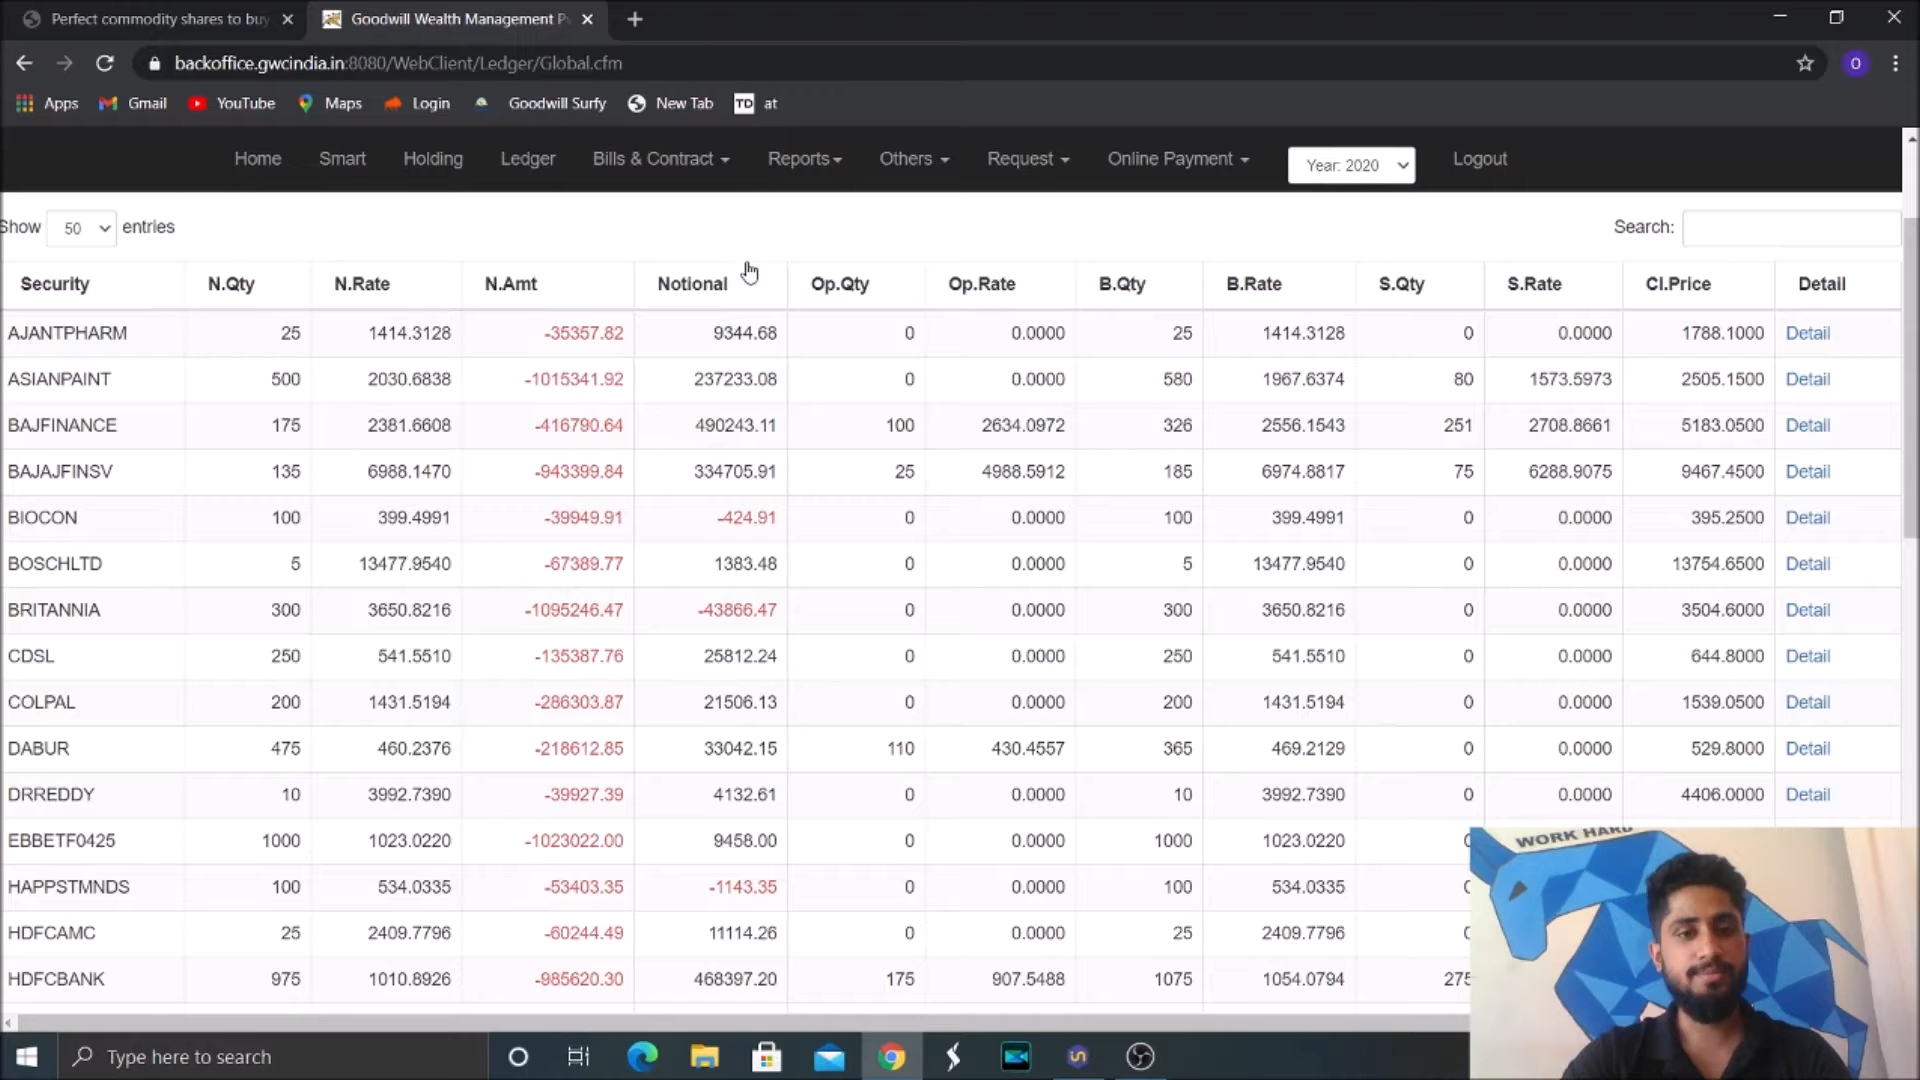 Perfect commodity shares to buy
Goodwill Wealth Management P
backoffice.gwcindia.in:8080/WebClient/Ledger/Global.cfm
O
Apps Gmail YouTube Maps Login Goodwill Surfy New Tab TD at
Home Smart Holding Ledger Bills & Contract Reports Others Request Online Payment Year: 2020 Logout
Show 50 entries Search:
Security N.Qty N.Rate N.Amt Notional Op.Qty Op.Rate B.Qty B.Rate S.Qty S.Rate Cl.Price Detail
AJANTPHARM 25 1414.3128 -35357.82 9344.68 0 0.0000 25 1414.3128 0 0.0000 1788.1000 Detail
ASIANPAINT 500 2030.6838 -1015341.92 237233.08 0 0.0000 580 1967.6374 80 1573.5973 2505.1500 Detail
BAJFINANCE 175 2381.6608 -416790.64 490243.11 100 2634.0972 326 2556.1543 251 2708.8661 5183.0500 Detail
BAJAJFINSV 135 6988.1470 -943399.84 334705.91 25 4988.5912 185 6974.8817 75 6288.9075 9467.4500 Detail
BIOCON 100 399.4991 -39949.91 -424.91 0 0.0000 100 399.4991 0 0.0000 395.2500 Detail
BOSCHLTD 5 13477.9540 -67389.77 1383.48 0 0.0000 5 13477.9540 0 0.0000 13754.6500 Detail
BRITANNIA 300 3650.8216 -1095246.47 -43866.47 0 0.0000 300 3650.8216 0 0.0000 3504.6000 Detail
CDSL 250 541.5510 -135387.76 25812.24 0 0.0000 250 541.5510 0 0.0000 644.8000 Detail
COLPAL 200 1431.5194 -286303.87 21506.13 0 0.0000 200 1431.5194 0 0.0000 1539.0500 Detail
DABUR 475 460.2376 -218612.85 33042.15 110 430.4557 365 469.2129 0 0.0000 529.8000 Detail
DRREDDY 10 3992.7390 -39927.39 4132.61 0 0.0000 10 3992.7390 0 0.0000 4406.0000 Detail
EBBETF0425 1000 1023.0220 -1023022.00 9458.00 0 0.0000 1000 1023.0220 0
HAPPSTMNDS 100 534.0335 -53403.35 -1143.35 0 0.0000 100 534.0335 0
HDFCAMC 25 2409.7796 -60244.49 11114.26 0 0.0000 25 2409.7796 0
HDFCBANK 975 1010.8926 -985620.30 468397.20 175 907.5488 1075 1054.0794 275
WORK HARD
Type here to search